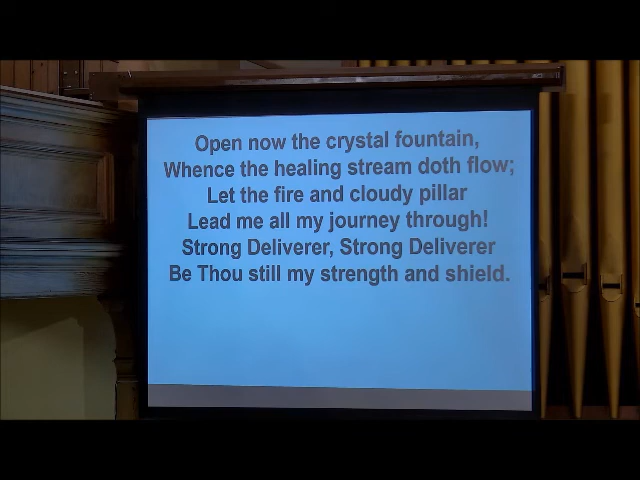 Open now the crystal fountain,
Whence the healing stream doth flow;
Let the fire and cloudy pillar
Lead me all my journey through!
Strong Deliverer, Strong Deliverer
Be Thou still my strength and shield.